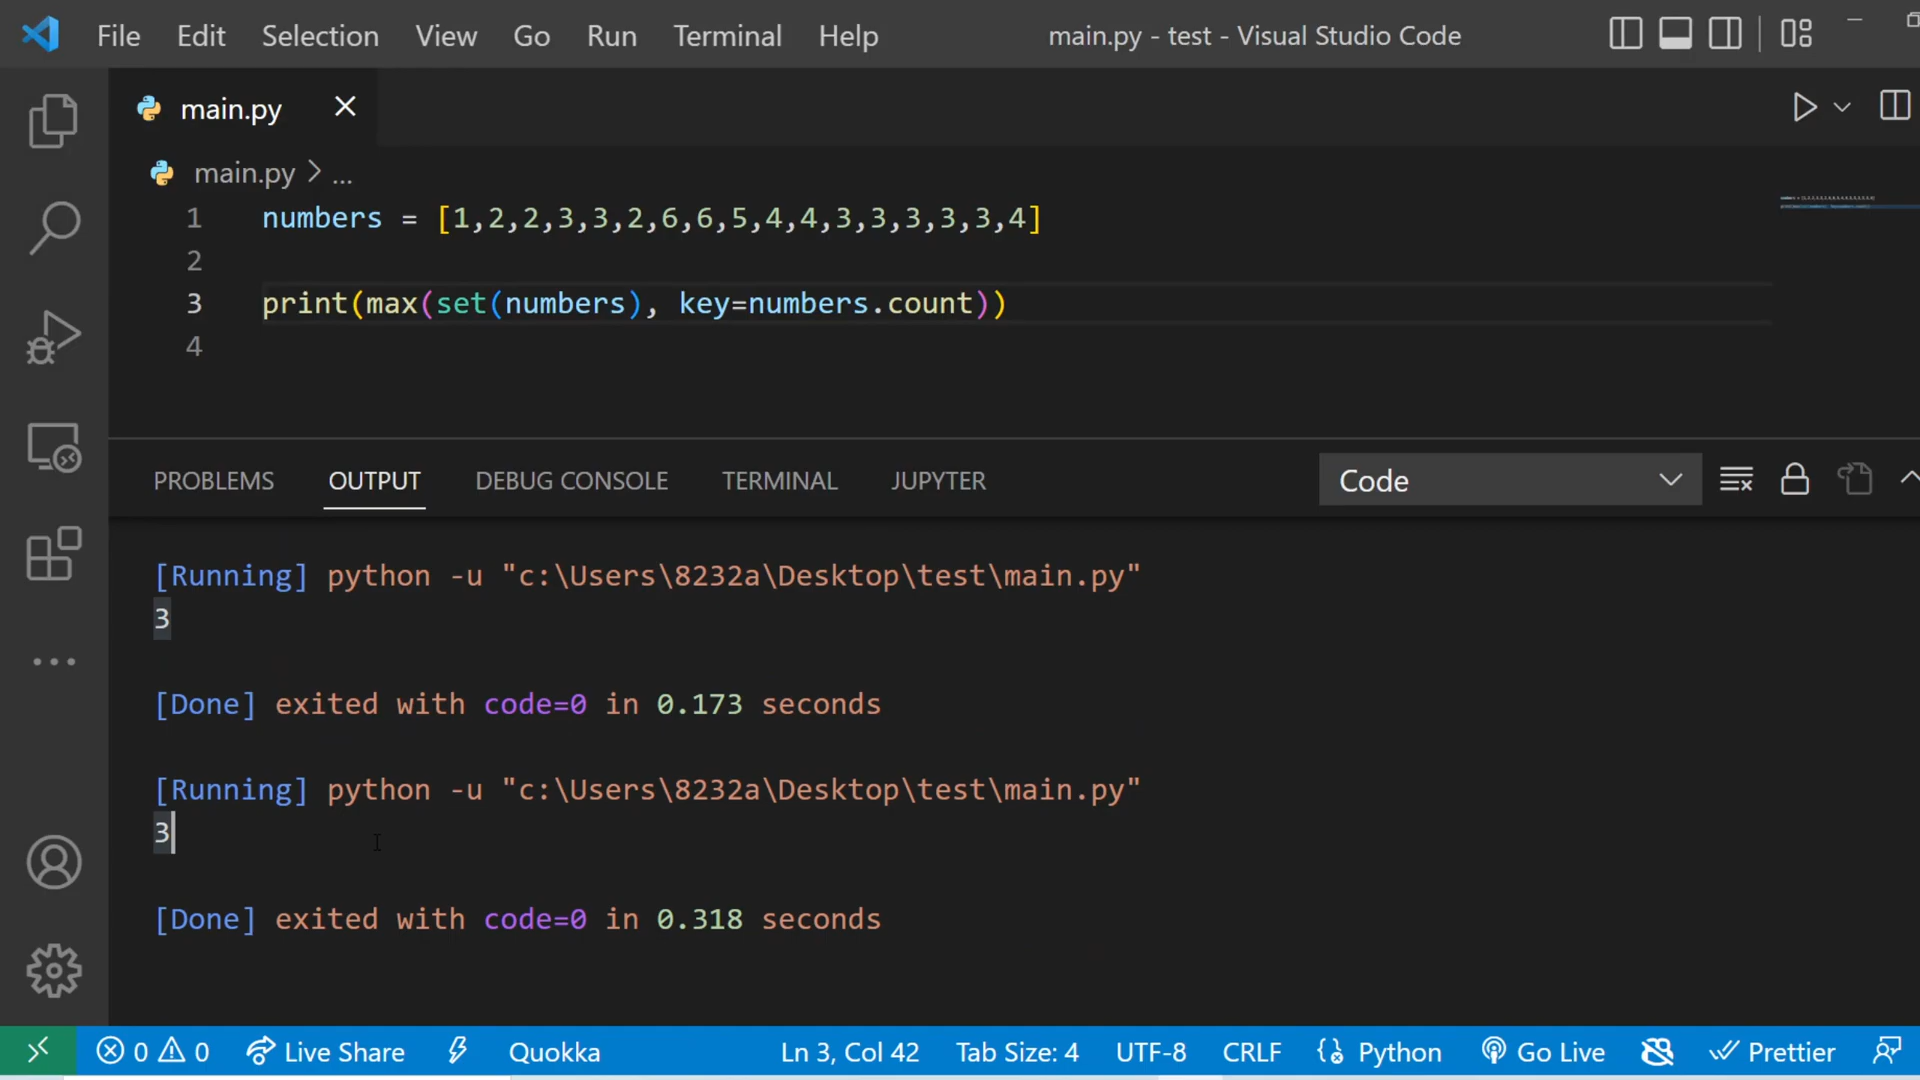 File Edit Selection View Go Run Terminal Help main.py - test - Visual Studio Code
main.py
main.py > ...
1 numbers = [1,2,2,3,3,2,6,6,5,4,4,3,3,3,3,3,4]
2
3 print(max(set(numbers), key=numbers.count))
4
PROBLEMS OUTPUT DEBUG CONSOLE TERMINAL JUPYTER Code
[Running] python -u "c:\Users\8232a\Desktop\test\main.py"
3
[Done] exited with code=0 in 0.173 seconds
[Running] python -u "c:\Users\8232a\Desktop\test\main.py"
3
[Done] exited with code=0 in 0.318 seconds
0 0 Live Share Quokka Ln 3, Col 42 Tab Size: 4 UTF-8 CRLF Python Go Live Prettier